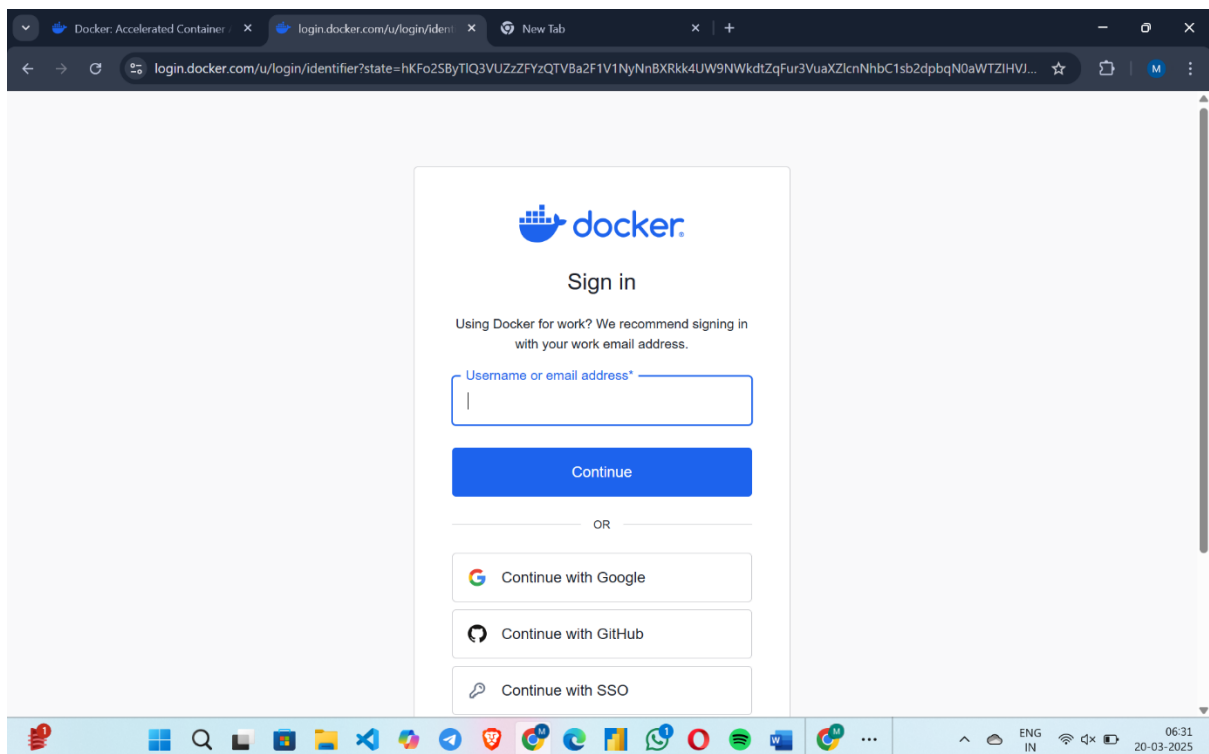 Docker: Accelerated Container
login.docker.com/u/login/ident
New Tab
login.docker.com/u/login/identifier?state=hKFo2SByTlQ3VUZzZFYzQTVBa2F1V1NyNnBXRkk4UW9NWkdtZqFur3VuaXZlcnNhbC1sb2dpbqN0aWTZIHVJ...
M
docker
Sign in
Using Docker for work? We recommend signing in
with your work email address.
Username or email address*
Continue
OR
Continue with Google
Continue with GitHub
Continue with SSO
ENG
IN
06:31
20-03-2025